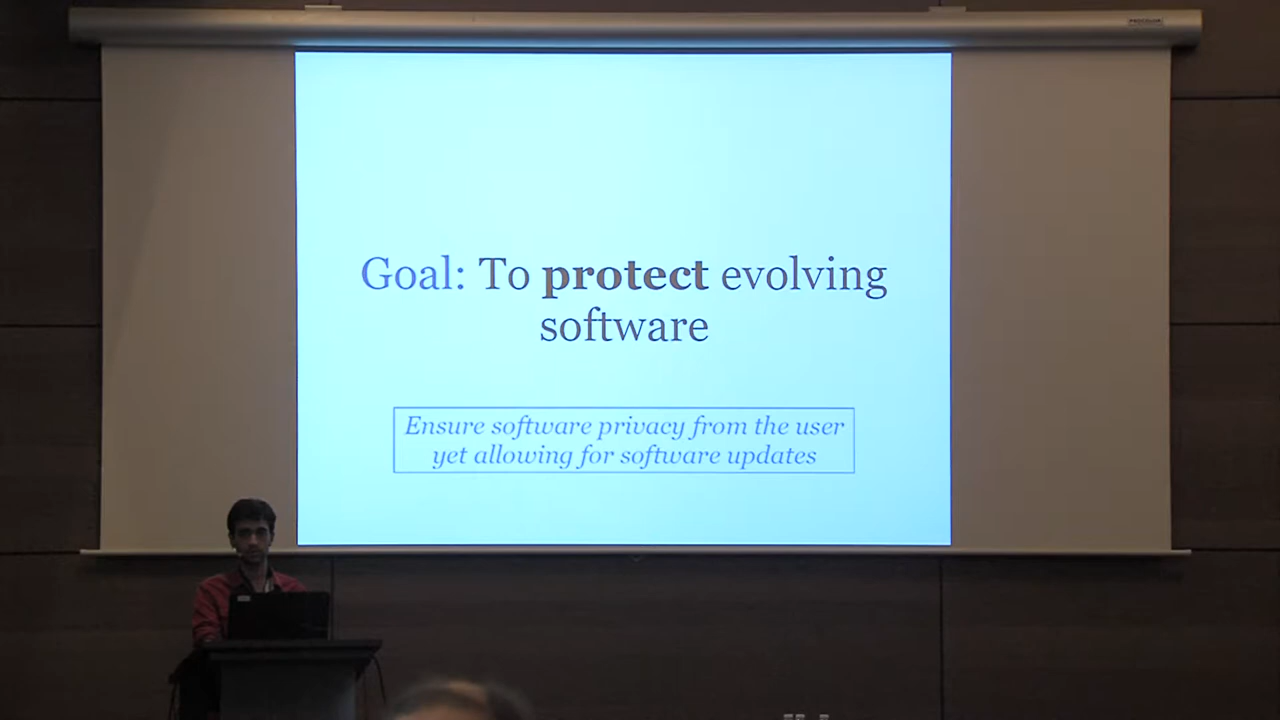 Goal: To protect evolving
software
Ensure software privacy from the user
yet allowing for software updates